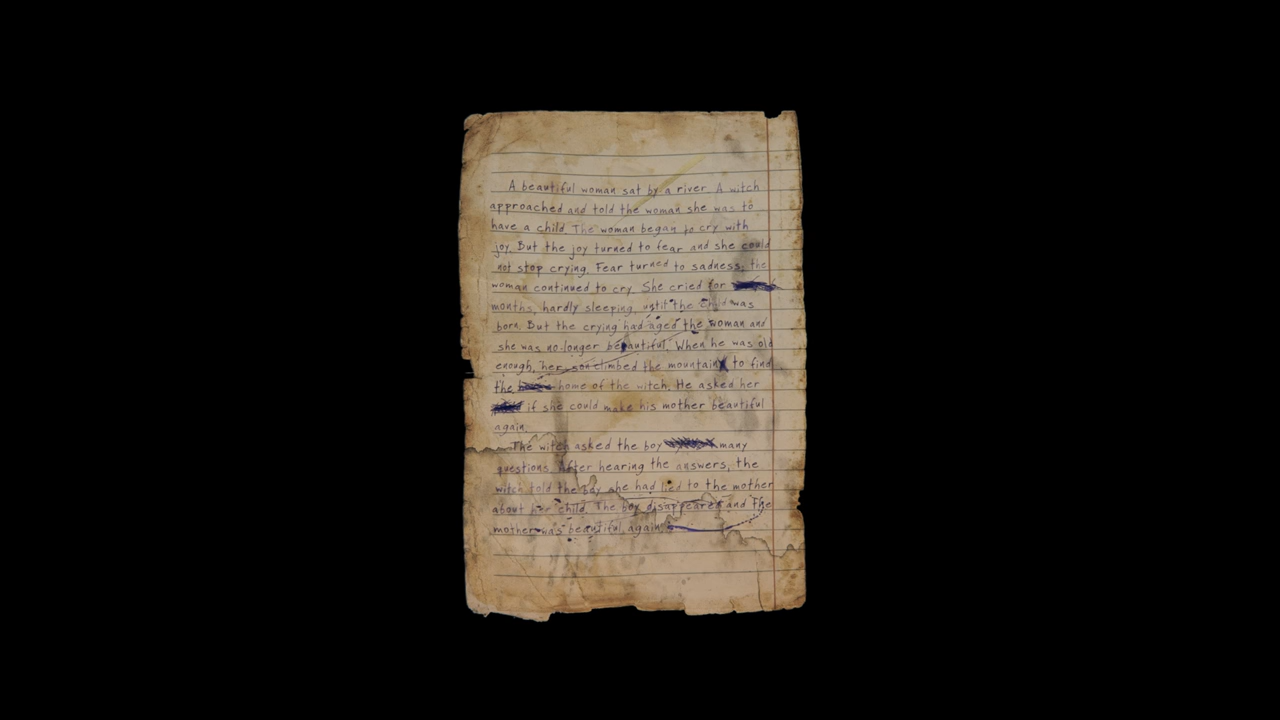 A beautiful woman sat by a river. A witch
approached and told the woman she was to
have a child. The woman began to cry with
joy. But the joy turned to fear and she could
not stop crying. Fear turned to sadness; the
woman continued to cry. She cried for
months, hardly sleeping, until the child was
born. But the crying had aged the woman and
she was no longer beautiful. When he was old
enough, her son climbed the mountain to find
the home of the witch. He asked her
if she could make his mother beautiful
again.
The witch asked the boy many
questions. After hearing the answers, the
witch told the boy she had lied to the mother
about her child. The boy disappeared and the
mother was beautiful again.